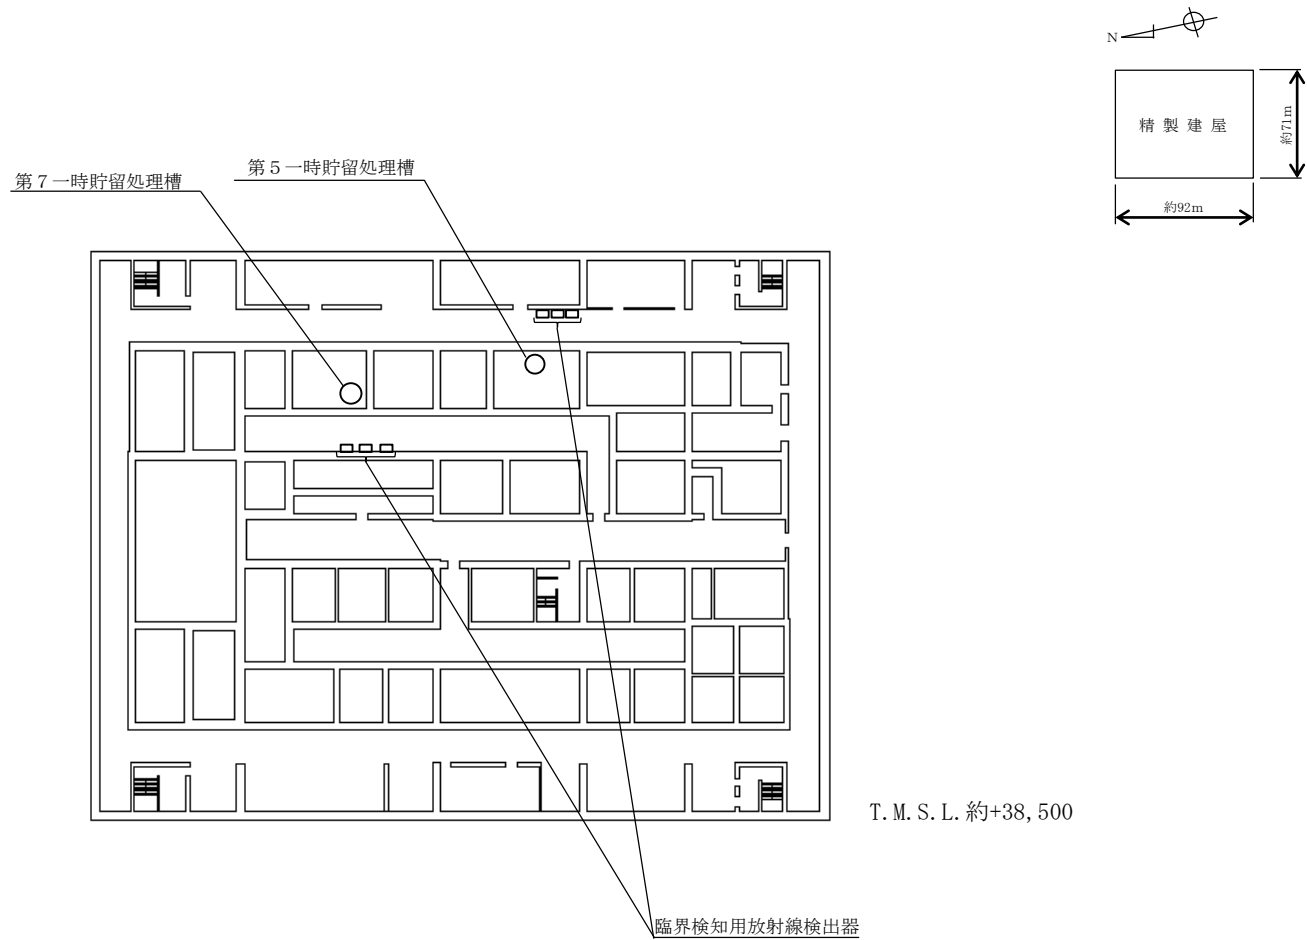 N
精製建屋
約71m
約92m
第5一時貯留処理槽
第7一時貯留処理槽
T.M.S.L.約+38,500
臨界検知用放射線検出器